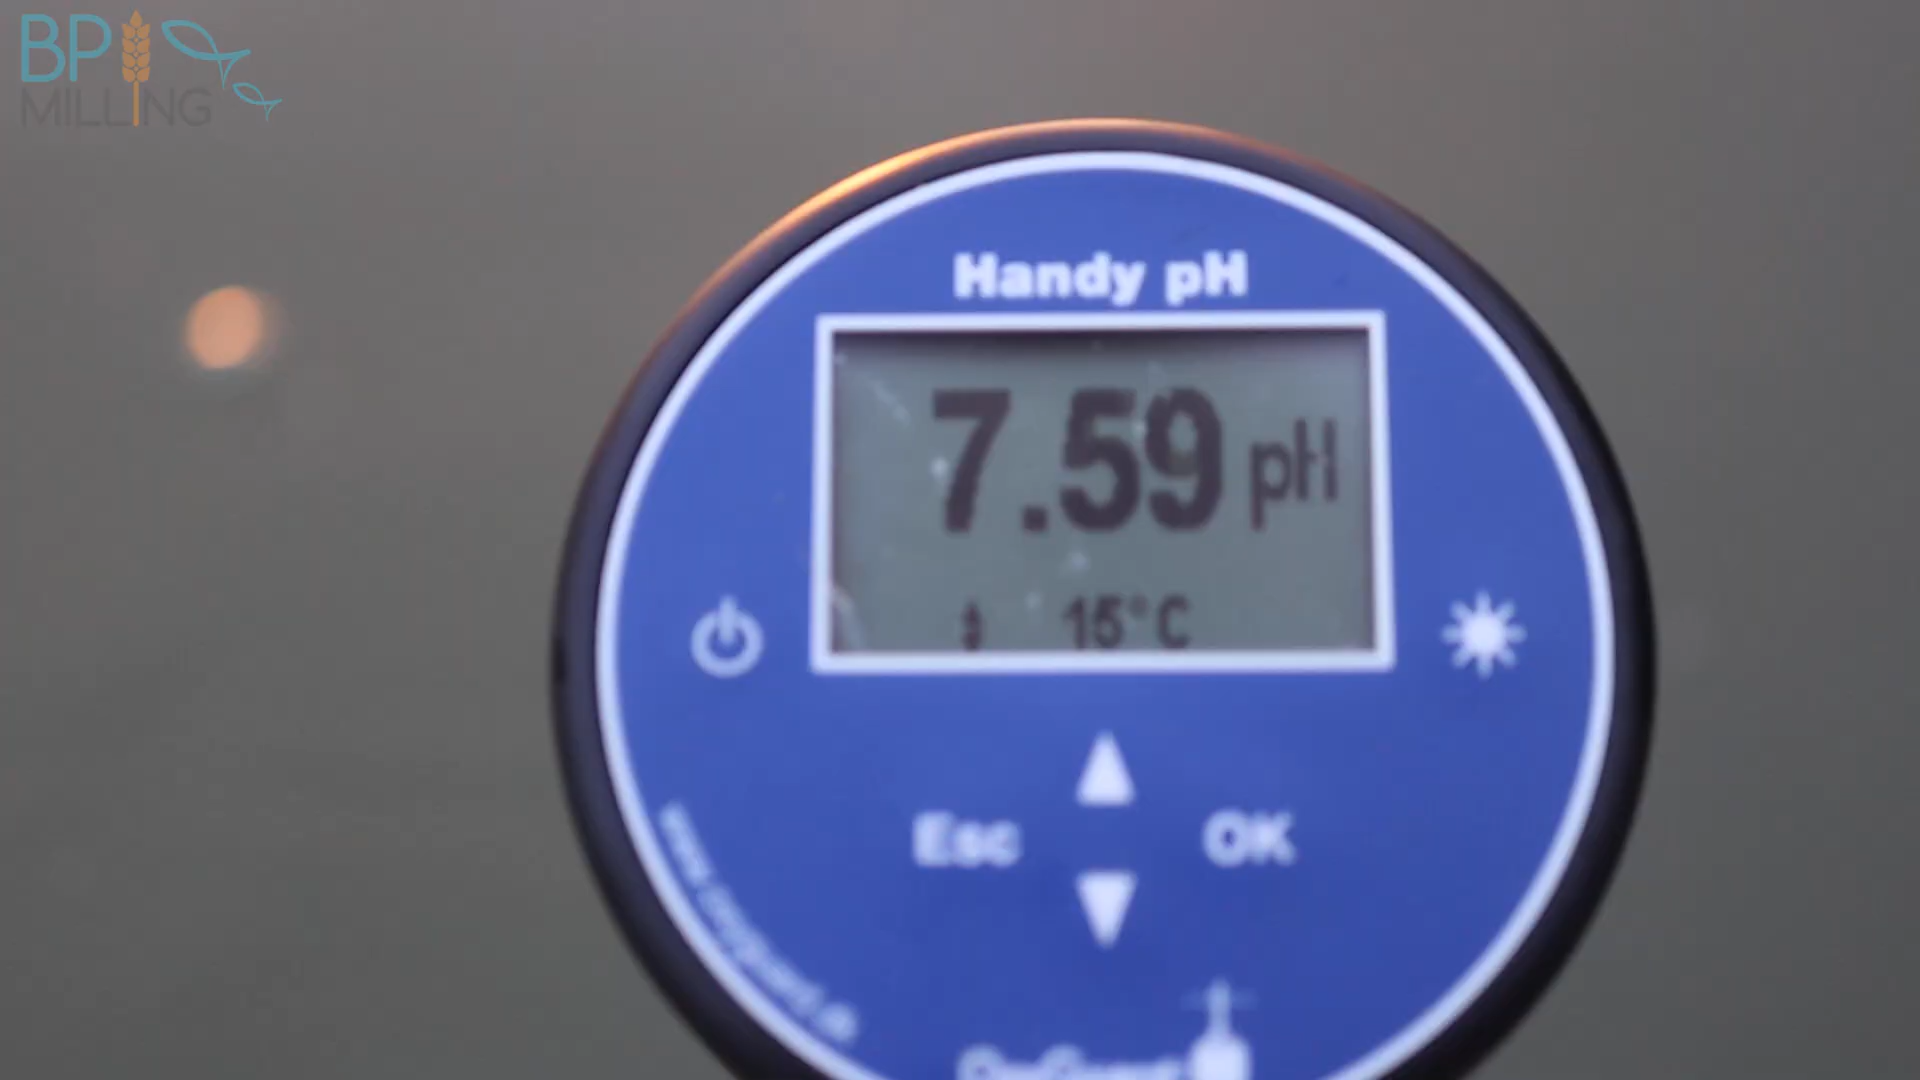 BP
MILLING
Handy pH
7.59 pH
15°C
Esc
OK